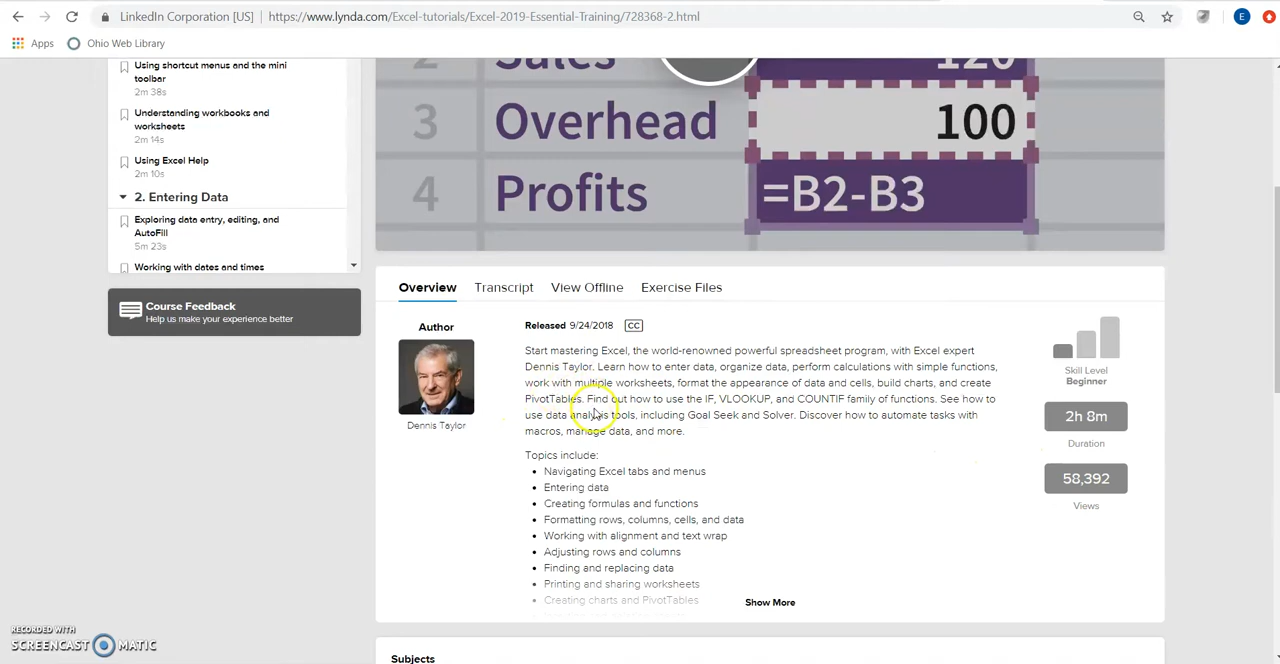 LinkedIn Corporation [US] https://www.lynda.com/Excel-tutorials/Excel-2019-Essential-Training/728368-2.html
E
Apps Ohio Web Library
Using shortcut menus and the mini
toolbar
2m 38s
Understanding workbooks and
worksheets
2m 14s
Using Excel Help
2m 10s
2. Entering Data
Exploring data entry, editing, and
AutoFill
5m 23s
Working with dates and times
Course Feedback
Help us make your experience better
2 Sales 120
3 Overhead 100
4 Profits =B2-B3
Overview Transcript View Offline Exercise Files
Author
Dennis Taylor
Released 9/24/2018 CC
Start mastering Excel, the world-renowned powerful spreadsheet program, with Excel expert
Dennis Taylor. Learn how to enter data, organize data, perform calculations with simple functions,
work with multiple worksheets, format the appearance of data and cells, build charts, and create
PivotTables. Find out how to use the IF, VLOOKUP, and COUNTIF family of functions. See how to
use data analysis tools, including Goal Seek and Solver. Discover how to automate tasks with
macros, manage data, and more.
Topics include:
• Navigating Excel tabs and menus
• Entering data
• Creating formulas and functions
• Formatting rows, columns, cells, and data
• Working with alignment and text wrap
• Adjusting rows and columns
• Finding and replacing data
• Printing and sharing worksheets
• Creating charts and PivotTables
Show More
Skill Level
Beginner
2h 8m
Duration
58,392
Views
Subjects
RECORDED WITH
SCREENCAST MATIC